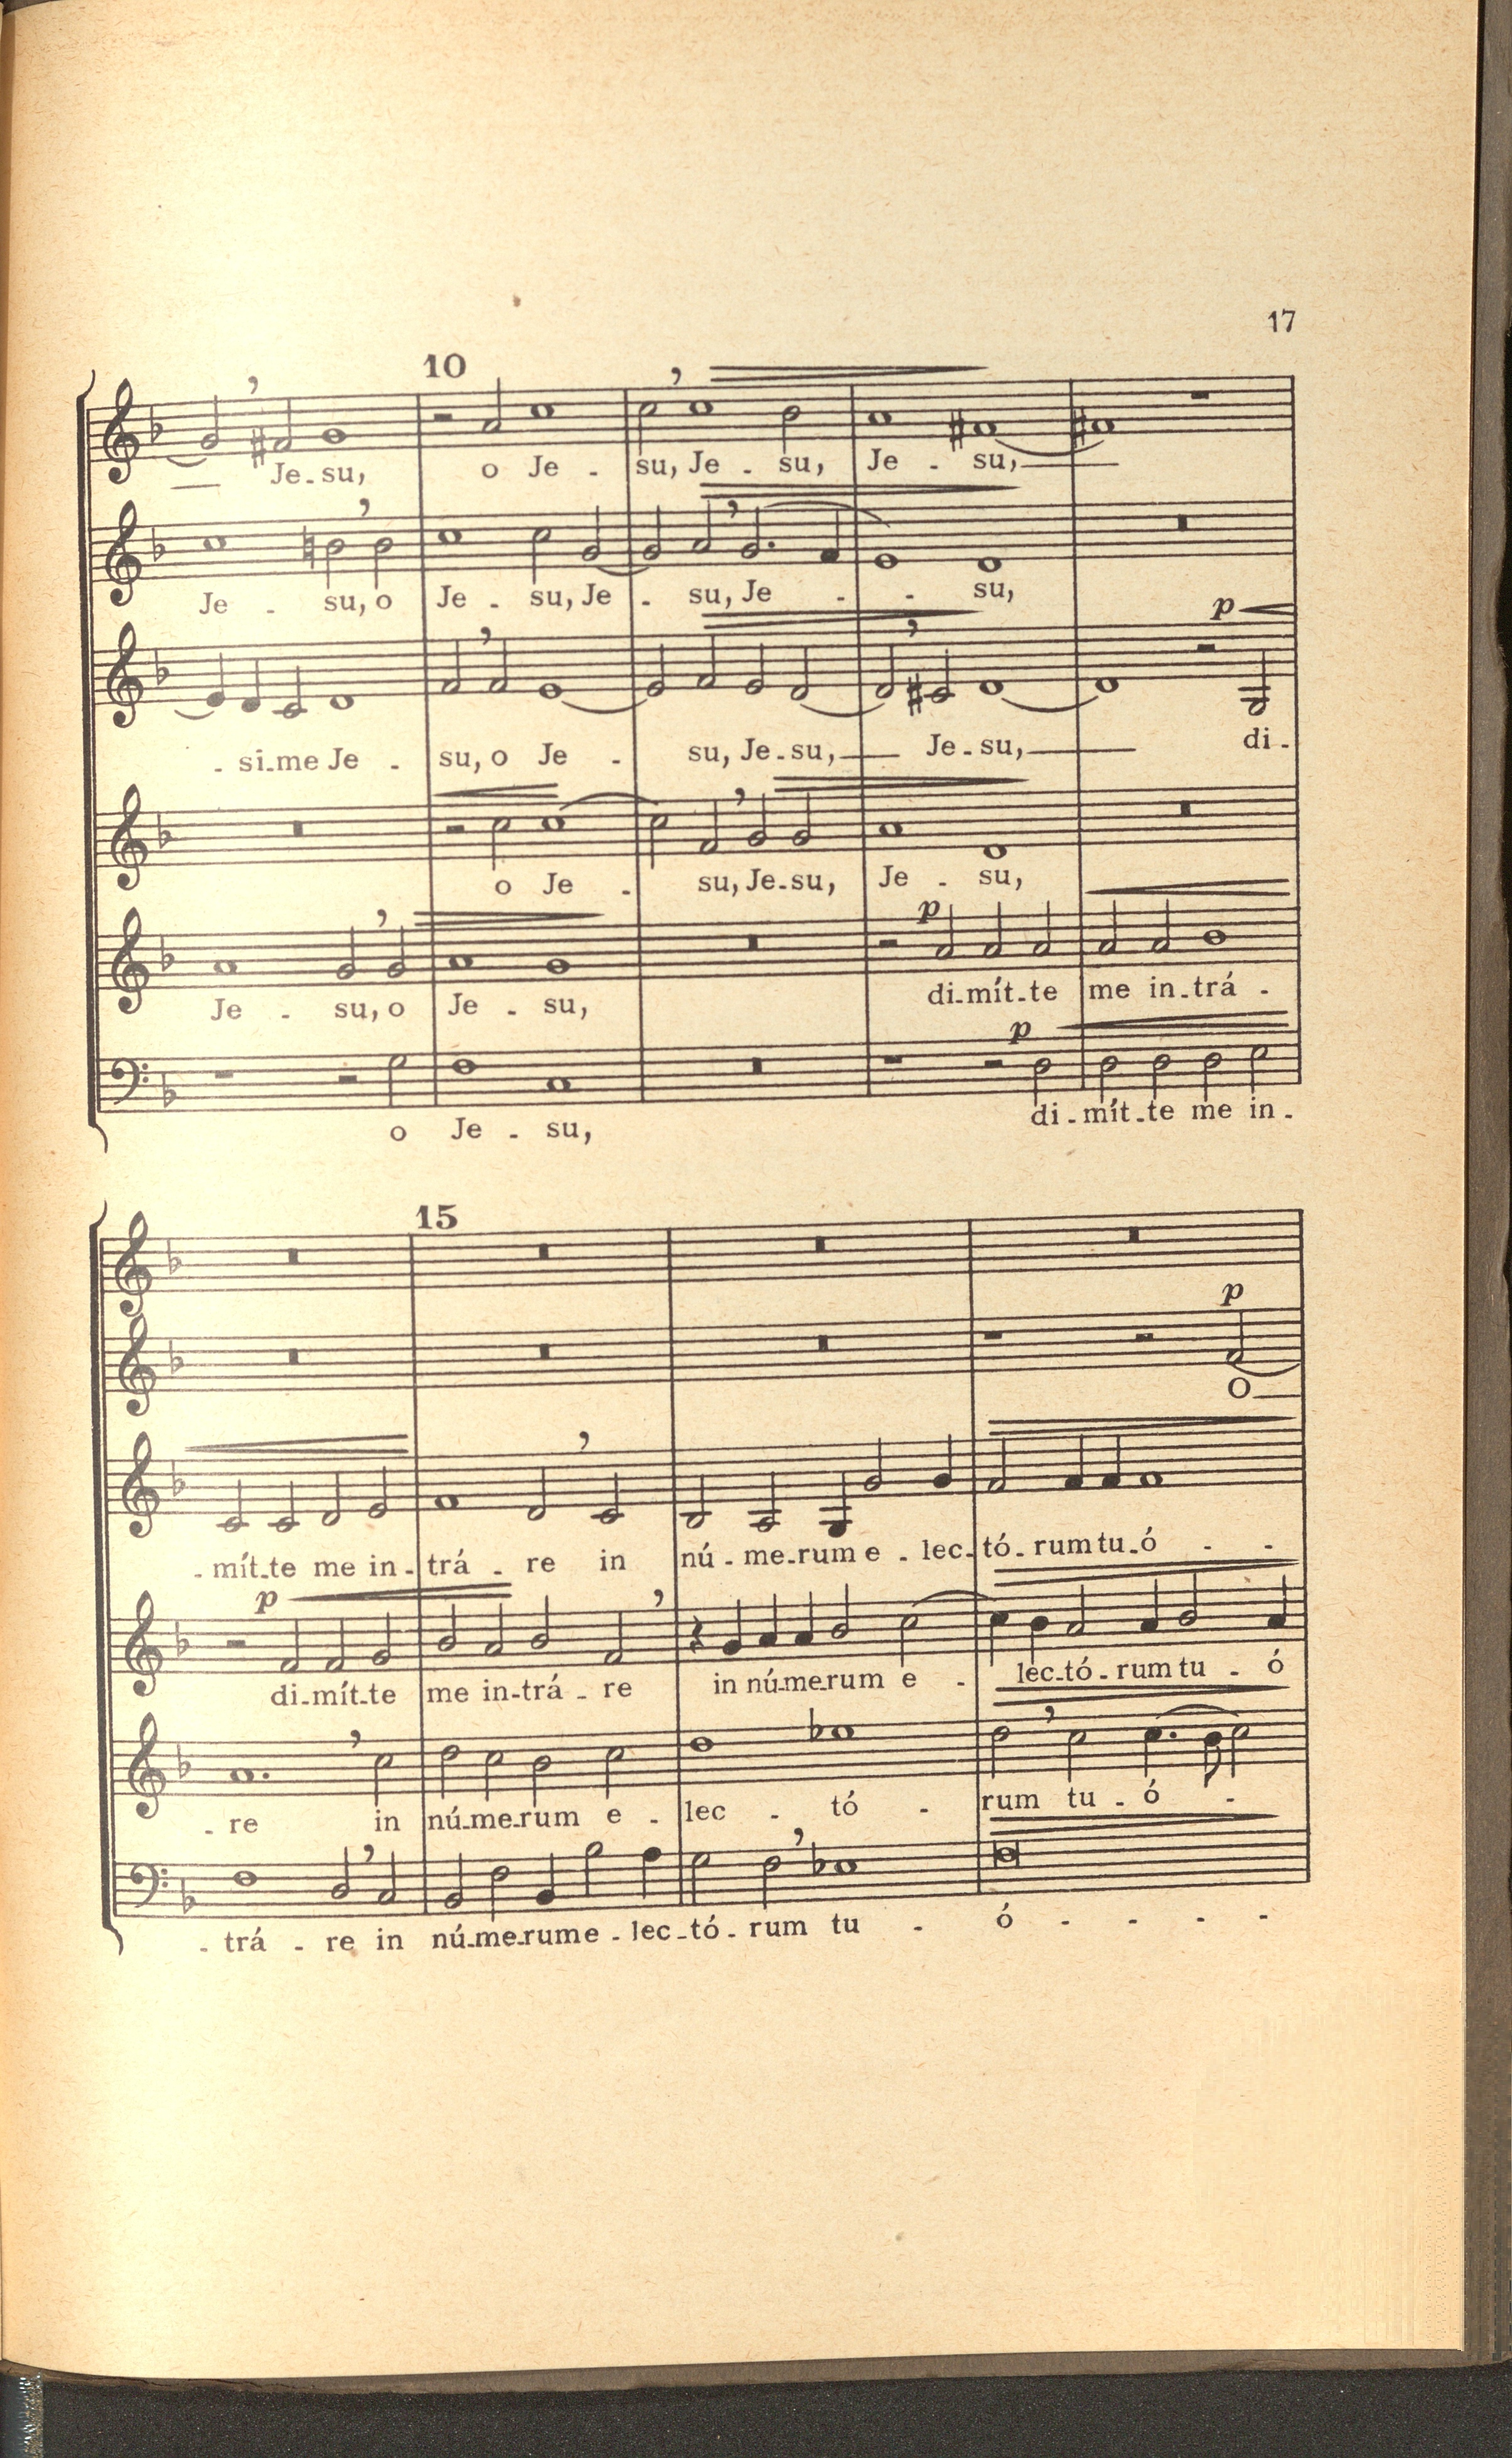 17
10
Je - su, o Je - su, Je - su, Je - su,
Je - su, o Je - su, Je - su, Je - - su,
p
- si - me Je - su, o Je - su, Je - su, Je - su, di -
o Je - su, Je - su, Je - su,
p
Je - su, o Je - su, di - mít - te me in - trá -
p
o Je - su, di - mít - te me in -
15
p
O
- mít - te me in - trá - re in nú - me - rum e - lec - tó - rum tu - ó - -
p
di - mít - te me in - trá - re in nú - me - rum e - lec - tó - rum tu - ó
- re in nú - me - rum e - lec - tó - rum tu - ó -
- trá - re in nú - me - rum e - lec - tó - rum tu - ó - - - -